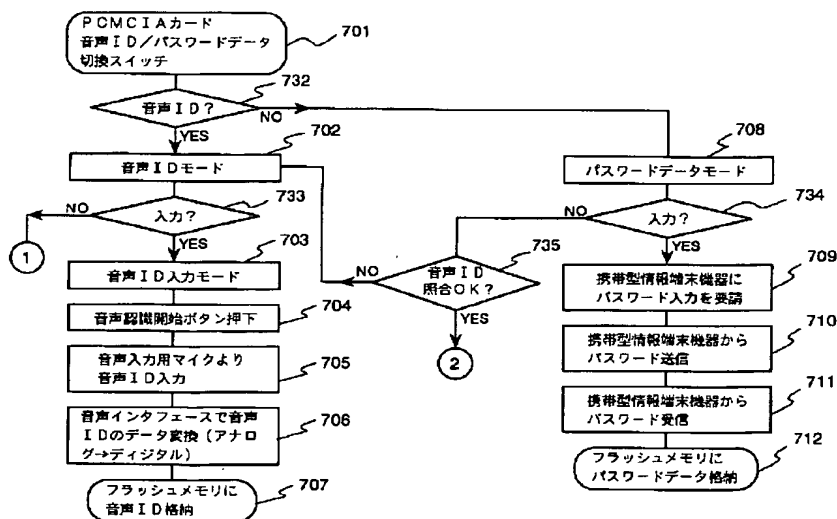 PCMCIAカード
音声ID／パスワードデータ
切換スイッチ
701
732
音声ID？
NO
YES
702
音声IDモード
733
NO
入力？
YES
1
703
音声ID入力モード
704
音声認識開始ボタン押下
705
音声入力用マイクより
音声ID入力
706
音声インタフェースで音声
IDのデータ変換（アナロ
グ→ディジタル）
707
フラッシュメモリに
音声ID格納
708
パスワードデータモード
734
NO
入力？
YES
735
NO
音声ID
照合OK？
YES
2
709
携帯型情報端末機器に
パスワード入力を要請
710
携帯型情報端末機器から
パスワード送信
711
携帯型情報端末機器から
パスワード受信
712
フラッシュメモリに
パスワードデータ格納